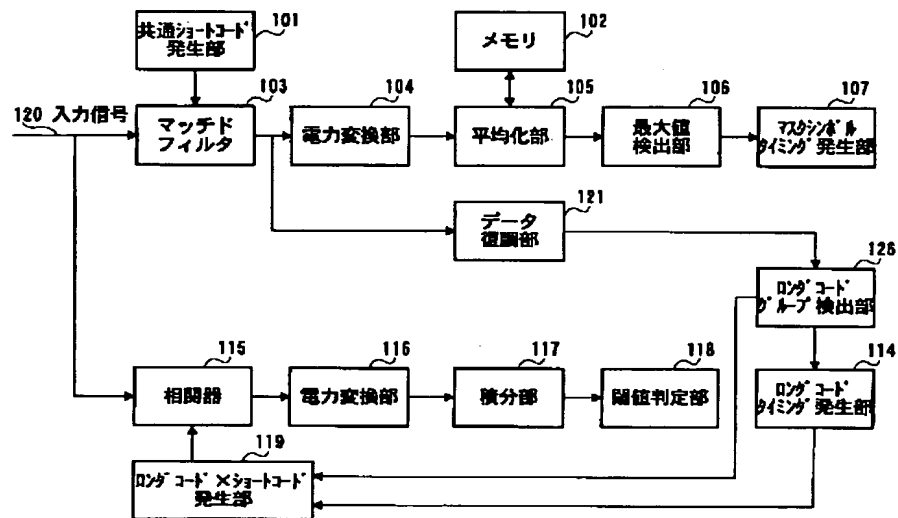 101
共通ショートコード
発生部
102
メモリ
120 入力信号
103
マッチド
フィルタ
104
電力変換部
105
平均化部
106
最大値
検出部
107
マスクシンボル
タイミング発生部
121
データ
復調部
126
ロングコード
グループ検出部
115
相関器
116
電力変換部
117
積分部
118
閾値判定部
114
ロングコード
タイミング発生部
119
ロングコード×ショートコード
発生部